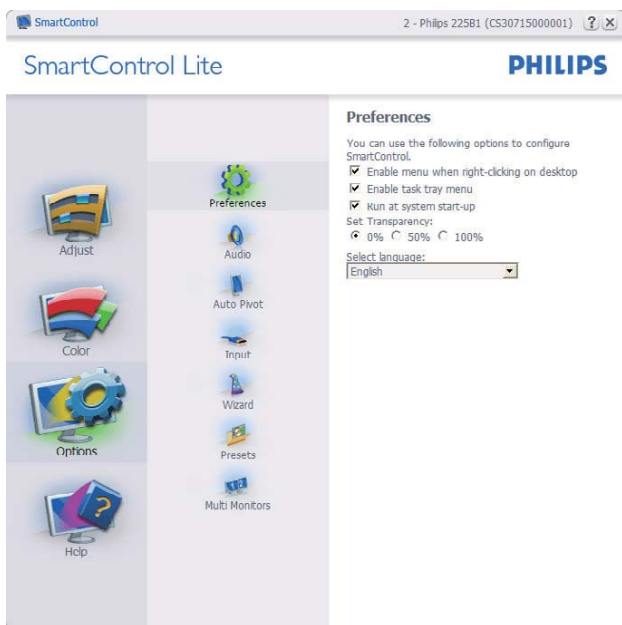 SmartControl
2 - Philips 225B1 (CS30715000001)
? ×
SmartControl Lite
PHILIPS
Adjust
Color
Options
Help
Preferences
Audio
Auto Pivot
Input
Wizard
Presets
1 2
Multi Monitors
Preferences
You can use the following options to configure
SmartControl.
Enable menu when right-clicking on desktop
Enable task tray menu
Run at system start-up
Set Transparency:
0% 50% 100%
Select language:
English